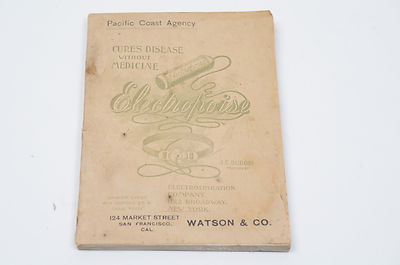 Pacific Coast Agency
CURES DISEASE
WITHOUT
MEDICINE
Electropoise
ELECTROLIBRATION
COMPANY,
BROADWAY,
NEW YORK.
124 MARKET STREET
SAN FRANCISCO,
CAL.
WATSON & CO.